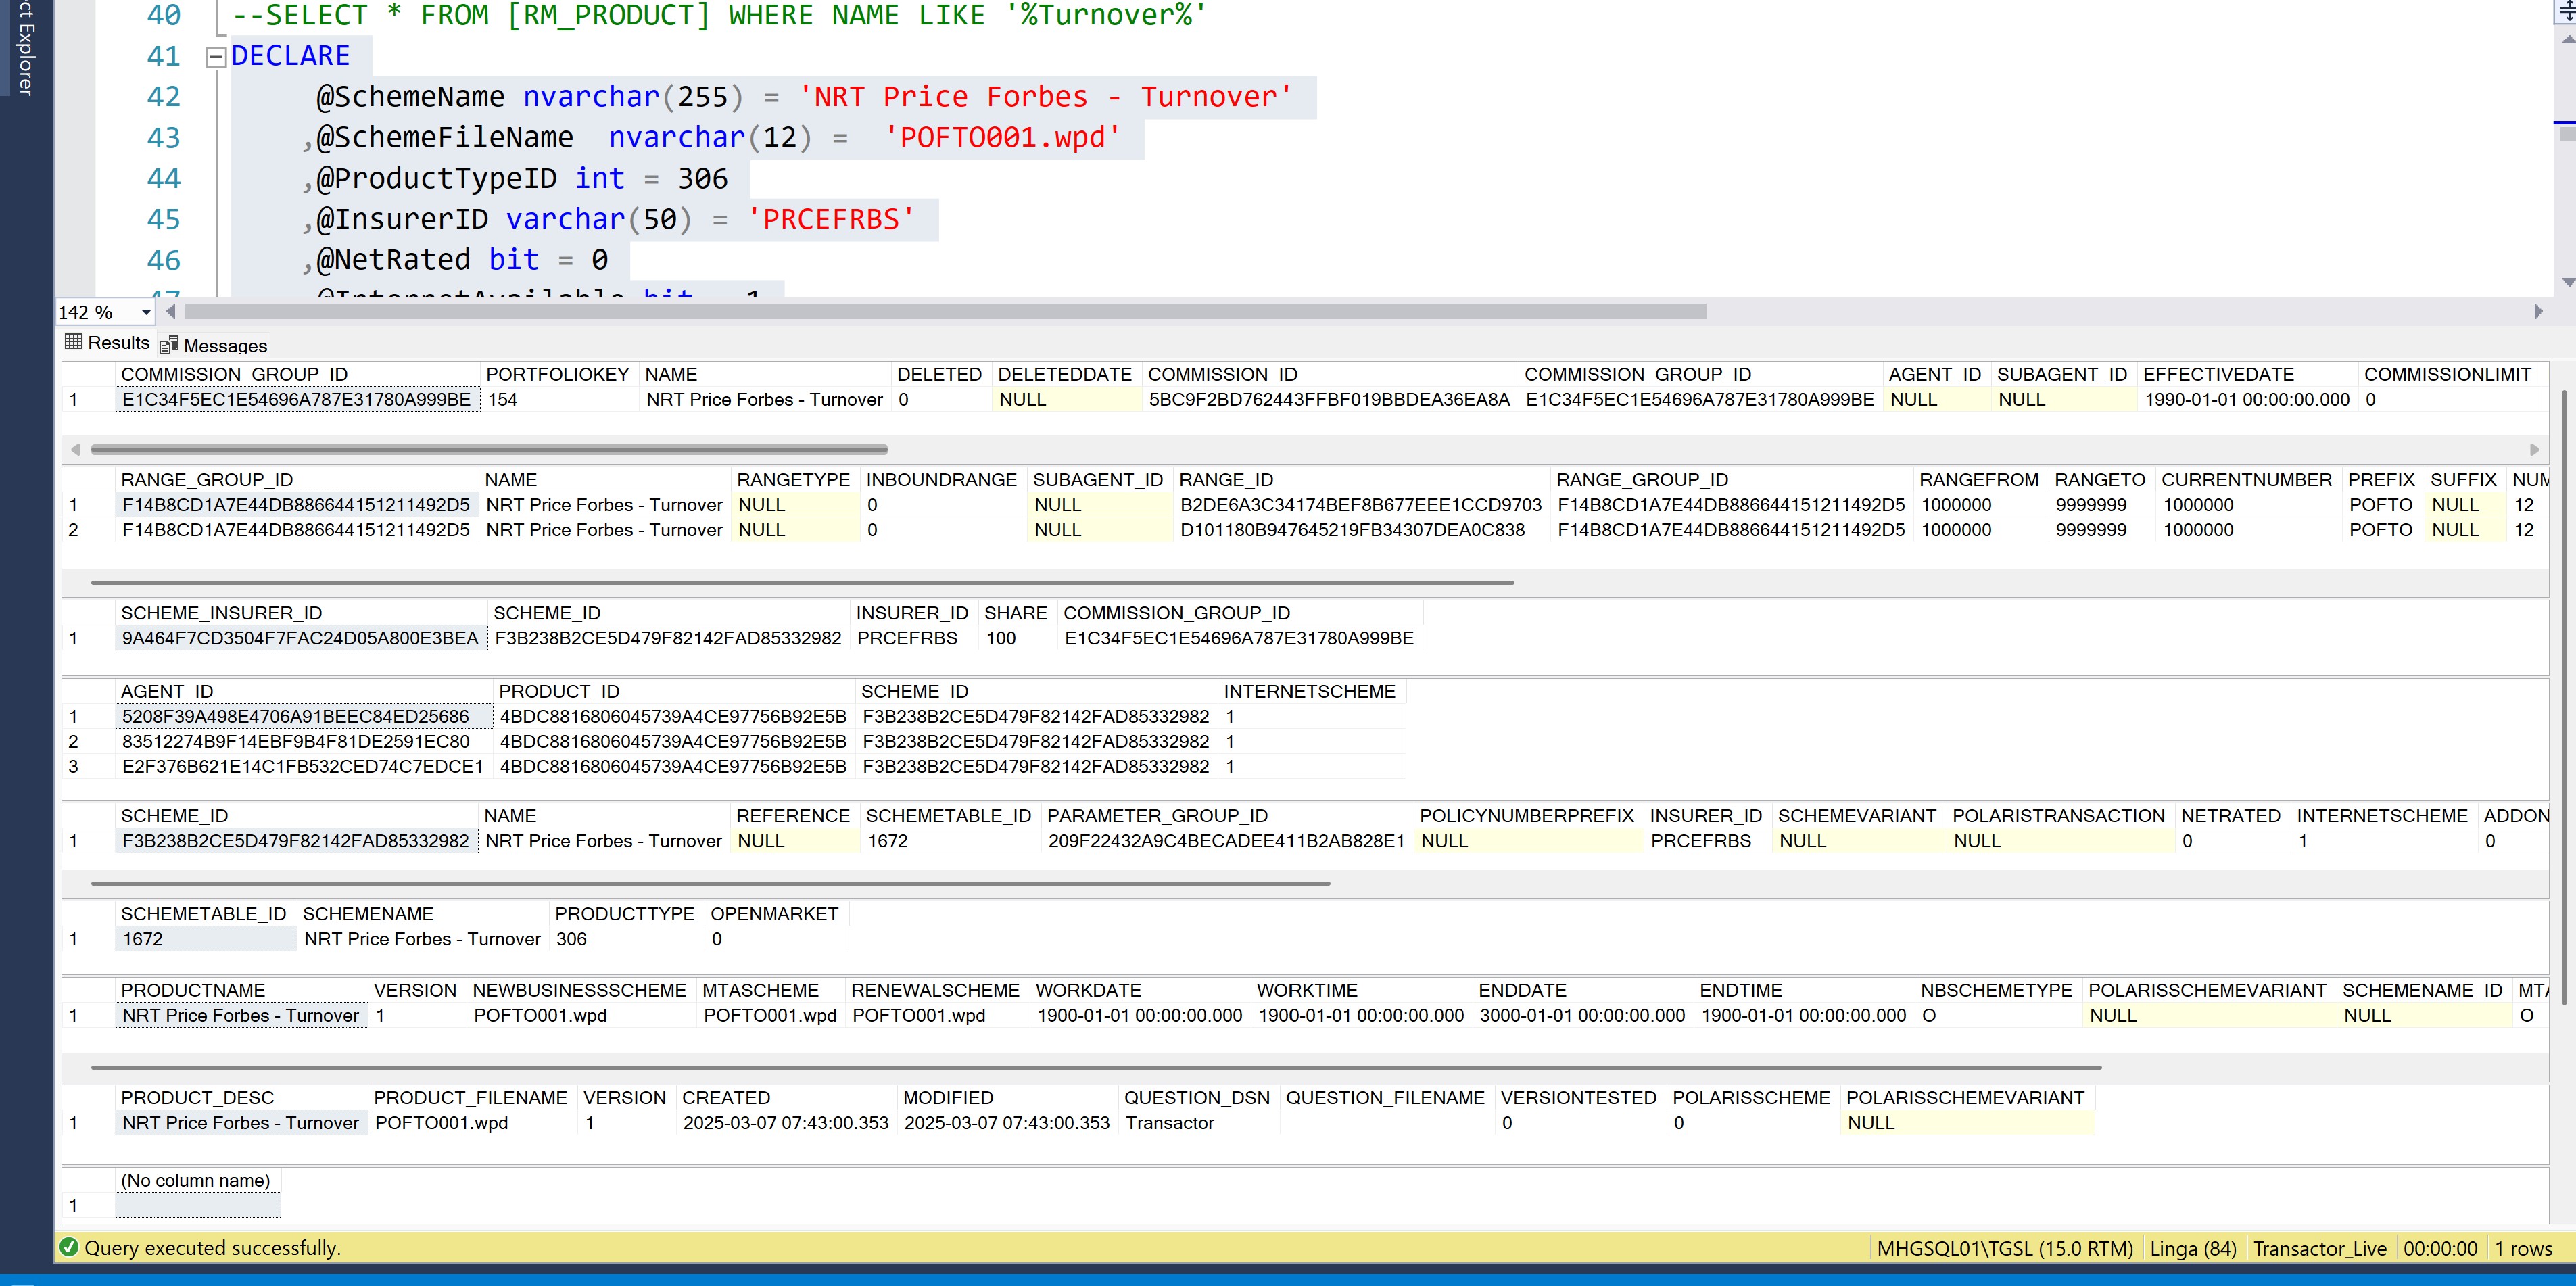 ct Explorer
40 --SELECT * FROM [RM_PRODUCT] WHERE NAME LIKE '%Turnover%'
41 DECLARE
42 @SchemeName nvarchar(255) = 'NRT Price Forbes - Turnover'
43 ,@SchemeFileName nvarchar(12) = 'POFTO001.wpd'
44 ,@ProductTypeID int = 306
45 ,@InsurerID varchar(50) = 'PRCEFRBS'
46 ,@NetRated bit = 0
47 @InternetAvailable bit = 1
142 %
Results Messages
COMMISSION_GROUP_ID PORTFOLIOKEY NAME DELETED DELETEDDATE COMMISSION_ID COMMISSION_GROUP_ID AGENT_ID SUBAGENT_ID EFFECTIVEDATE COMMISSIONLIMIT
1 E1C34F5EC1E54696A787E31780A999BE 154 NRT Price Forbes - Turnover 0 NULL 5BC9F2BD762443FFBF019BBDEA36EA8A E1C34F5EC1E54696A787E31780A999BE NULL NULL 1990-01-01 00:00:00.000 0
RANGE_GROUP_ID NAME RANGETYPE INBOUNDRANGE SUBAGENT_ID RANGE_ID RANGE_GROUP_ID RANGEFROM RANGETO CURRENTNUMBER PREFIX SUFFIX NUM
1 F14B8CD1A7E44DB886644151211492D5 NRT Price Forbes - Turnover NULL 0 NULL B2DE6A3C34174BEF8B677EEE1CCD9703 F14B8CD1A7E44DB886644151211492D5 1000000 9999999 1000000 POFTO NULL 12
2 F14B8CD1A7E44DB886644151211492D5 NRT Price Forbes - Turnover NULL 0 NULL D101180B947645219FB34307DEA0C838 F14B8CD1A7E44DB886644151211492D5 1000000 9999999 1000000 POFTO NULL 12
SCHEME_INSURER_ID SCHEME_ID INSURER_ID SHARE COMMISSION_GROUP_ID
1 9A464F7CD3504F7FAC24D05A800E3BEA F3B238B2CE5D479F82142FAD85332982 PRCEFRBS 100 E1C34F5EC1E54696A787E31780A999BE
AGENT_ID PRODUCT_ID SCHEME_ID INTERNETSCHEME
1 5208F39A498E4706A91BEEC84ED25686 4BDC8816806045739A4CE97756B92E5B F3B238B2CE5D479F82142FAD85332982 1
2 83512274B9F14EBF9B4F81DE2591EC80 4BDC8816806045739A4CE97756B92E5B F3B238B2CE5D479F82142FAD85332982 1
3 E2F376B621E14C1FB532CED74C7EDCE1 4BDC8816806045739A4CE97756B92E5B F3B238B2CE5D479F82142FAD85332982 1
SCHEME_ID NAME REFERENCE SCHEMETABLE_ID PARAMETER_GROUP_ID POLICYNUMBERPREFIX INSURER_ID SCHEMEVARIANT POLARISTRANSACTION NETRATED INTERNETSCHEME ADDON
1 F3B238B2CE5D479F82142FAD85332982 NRT Price Forbes - Turnover NULL 1672 209F22432A9C4BECADEE411B2AB828E1 NULL PRCEFRBS NULL NULL 0 1 0
SCHEMETABLE_ID SCHEMENAME PRODUCTTYPE OPENMARKET
1 1672 NRT Price Forbes - Turnover 306 0
PRODUCTNAME VERSION NEWBUSINESSSCHEME MTASCHEME RENEWALSCHEME WORKDATE WORKTIME ENDDATE ENDTIME NBSCHEMETYPE POLARISSCHEMEVARIANT SCHEMENAME_ID MTA
1 NRT Price Forbes - Turnover 1 POFTO001.wpd POFTO001.wpd POFTO001.wpd 1900-01-01 00:00:00.000 1900-01-01 00:00:00.000 3000-01-01 00:00:00.000 1900-01-01 00:00:00.000 O NULL NULL O
PRODUCT_DESC PRODUCT_FILENAME VERSION CREATED MODIFIED QUESTION_DSN QUESTION_FILENAME VERSIONTESTED POLARISSCHEME POLARISSCHEMEVARIANT
1 NRT Price Forbes - Turnover POFTO001.wpd 1 2025-03-07 07:43:00.353 2025-03-07 07:43:00.353 Transactor 0 0 NULL
(No column name)
1
Query executed successfully. MHGSQL01\TGSL (15.0 RTM) Linga (84) Transactor_Live 00:00:00 1 rows